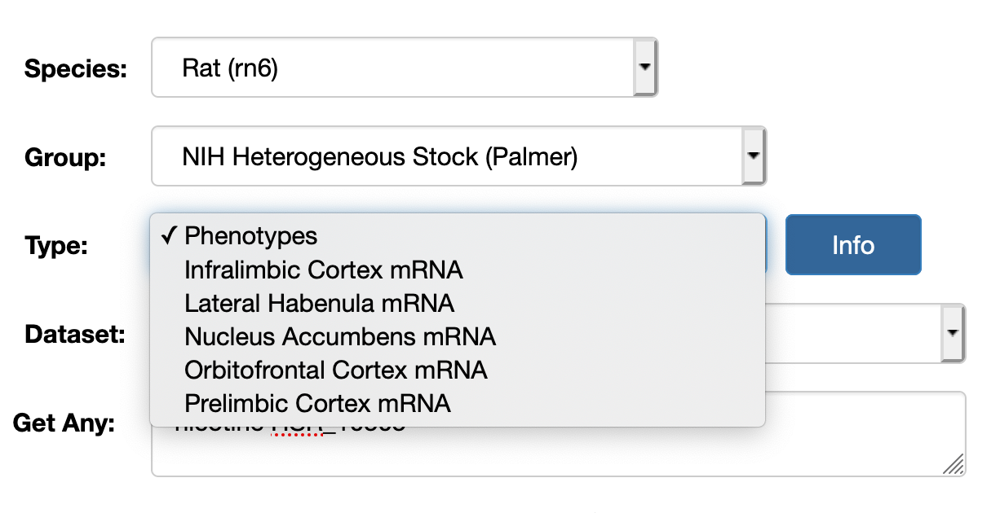 Species:
Rat (rn6)
Group:
NIH Heterogeneous Stock (Palmer)
Type:
✓ Phenotypes
Info
Infralimbic Cortex mRNA
Lateral Habenula mRNA
Nucleus Accumbens mRNA
Orbitofrontal Cortex mRNA
Prelimbic Cortex mRNA
Dataset:
Get Any:
nicotine